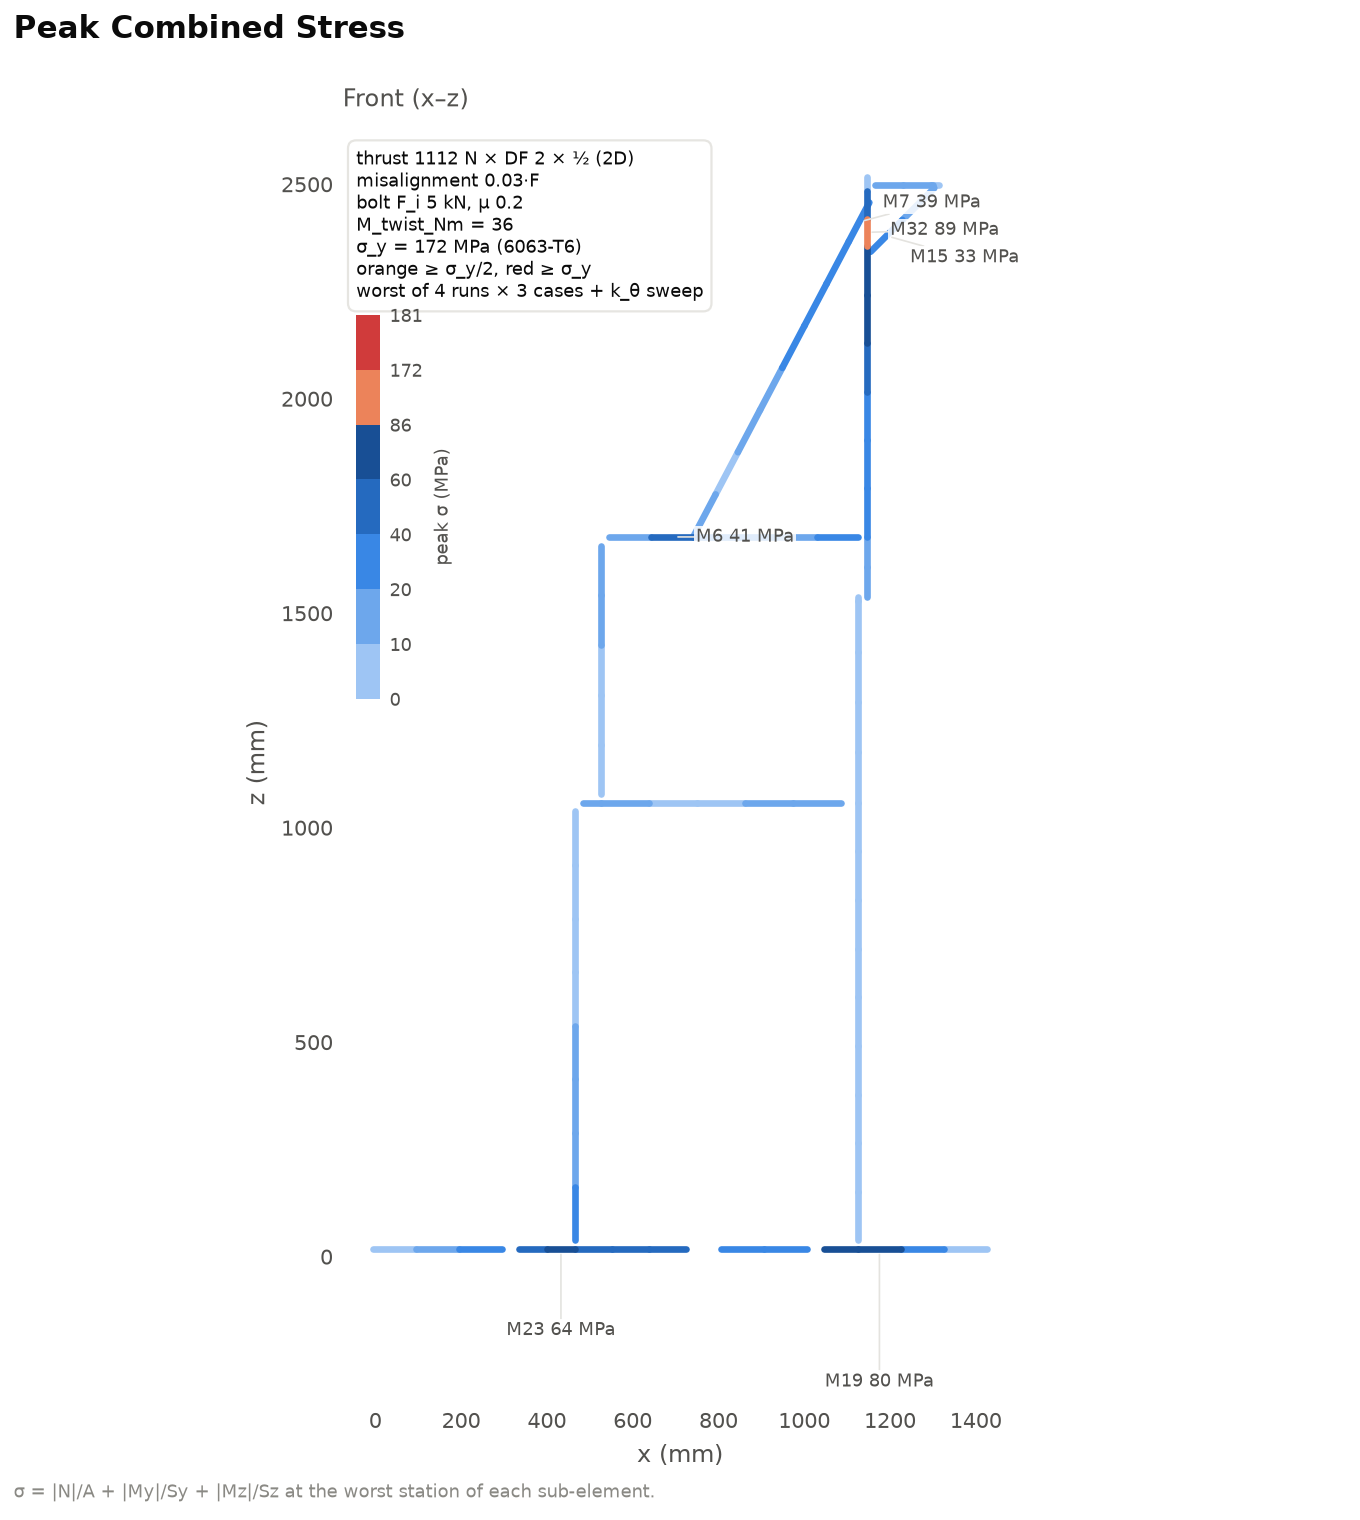 Peak Combined Stress
Front (x–z)
thrust 1112 N × DF 2 × ½ (2D)
misalignment 0.03·F
bolt F_i 5 kN, μ 0.2
M_twist_Nm = 36
σ_y = 172 MPa (6063-T6)
orange ≥ σ_y/2, red ≥ σ_y
worst of 4 runs × 3 cases + k_θ sweep
181
172
86
60
40
20
10
0
peak σ (MPa)
2500
2000
1500
1000
500
0
z (mm)
M7 39 MPa
M32 89 MPa
M15 33 MPa
M6 41 MPa
M23 64 MPa
M19 80 MPa
0 200 400 600 800 1000 1200 1400
x (mm)
σ = |N|/A + |My|/Sy + |Mz|/Sz at the worst station of each sub-element.